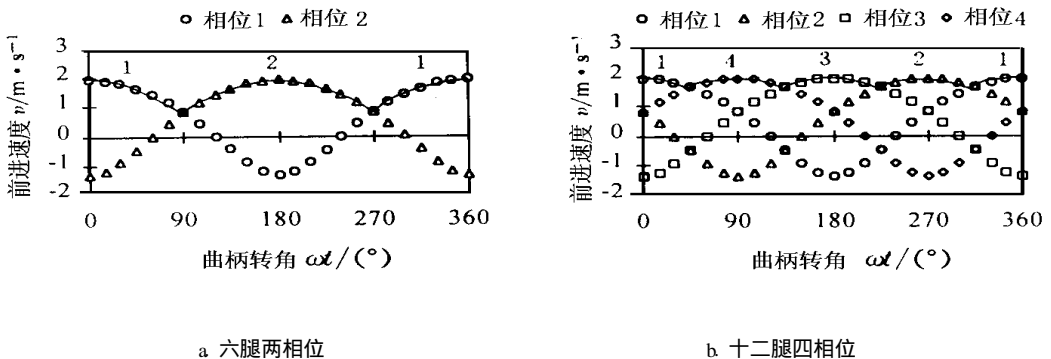 ○ 相位 1 △ 相位 2
前进速度 v/m·s⁻¹
3
2
1
0
-1
-2
1 2 1
0 90 180 270 360
曲柄转角 ωt/(°)
a. 六腿两相位
○ 相位1 △ 相位2 □ 相位3 ◇ 相位4
前进速度 v/m·s⁻¹
3
2
1
0
-1
-2
1 4 3 2 1
0 90 180 270 360
曲柄转角 ωt/(°)
b. 十二腿四相位